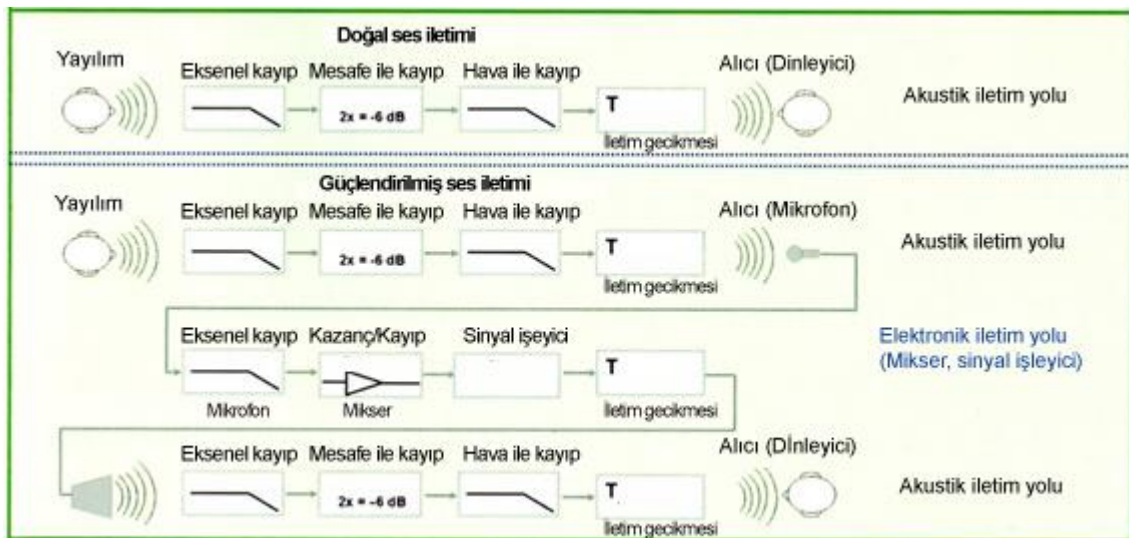 Doğal ses iletimi
Yayılım
Eksenel kayıp Mesafe ile kayıp Hava ile kayıp
Alıcı (Dinleyici)
2x = -6 dB
T
Akustik iletim yolu
İletim gecikmesi
Güçlendirilmiş ses iletimi
Yayılım
Eksenel kayıp Mesafe ile kayıp Hava ile kayıp
Alıcı (Mikrofon)
2x = -6 dB
T
Akustik iletim yolu
İletim gecikmesi
Eksenel kayıp Kazanç/Kayıp Sinyal işeyici
Elektronik iletim yolu
(Mikser, sinyal işleyici)
T
Mikrofon Mikser İletim gecikmesi
Eksenel kayıp Mesafe ile kayıp Hava ile kayıp
Alıcı (Dİnleyici)
2x = -6 dB
T
Akustik iletim yolu
İletim gecikmesi